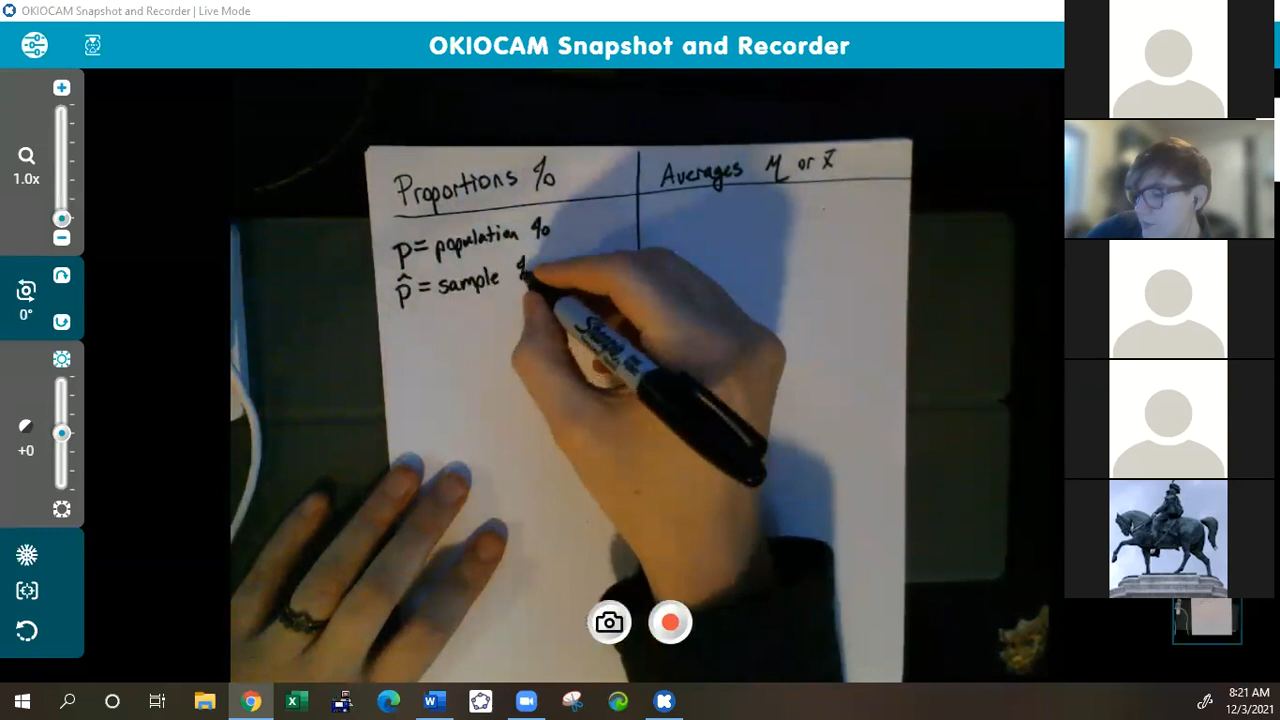 OKIOCAM Snapshot and Recorder | Live Mode
OKIOCAM Snapshot and Recorder
1.0x
0°
+0
Proportions %
Averages μ or x̄
p = population %
p̂ = sample %
Sharpie
8:21 AM
12/3/2021